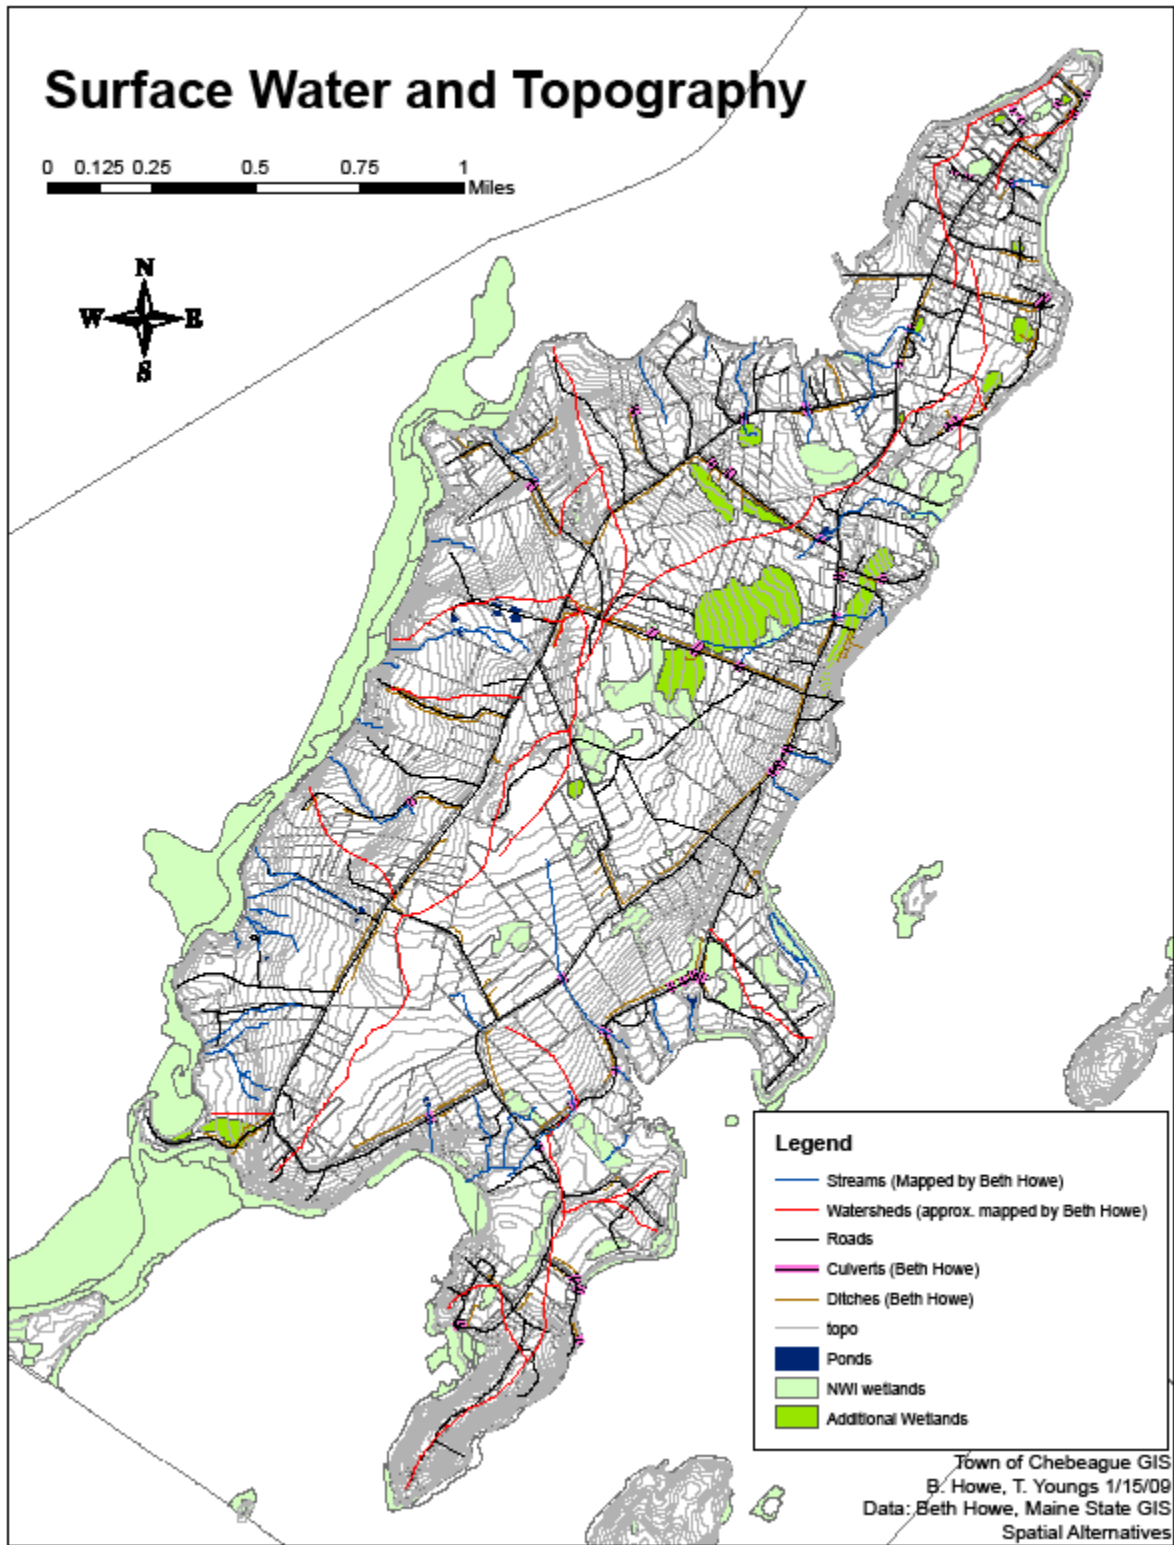 Surface Water and Topography
0 0.125 0.25 0.5 0.75 1
Miles
N
W E
S
Legend
Streams (Mapped by Beth Howe)
Watersheds (approx. mapped by Beth Howe)
Roads
Culverts (Beth Howe)
Ditches (Beth Howe)
topo
Ponds
NWI wetlands
Additional Wetlands
Town of Chebeague GIS
B. Howe, T. Youngs 1/15/09
Data: Beth Howe, Maine State GIS
Spatial Alternatives